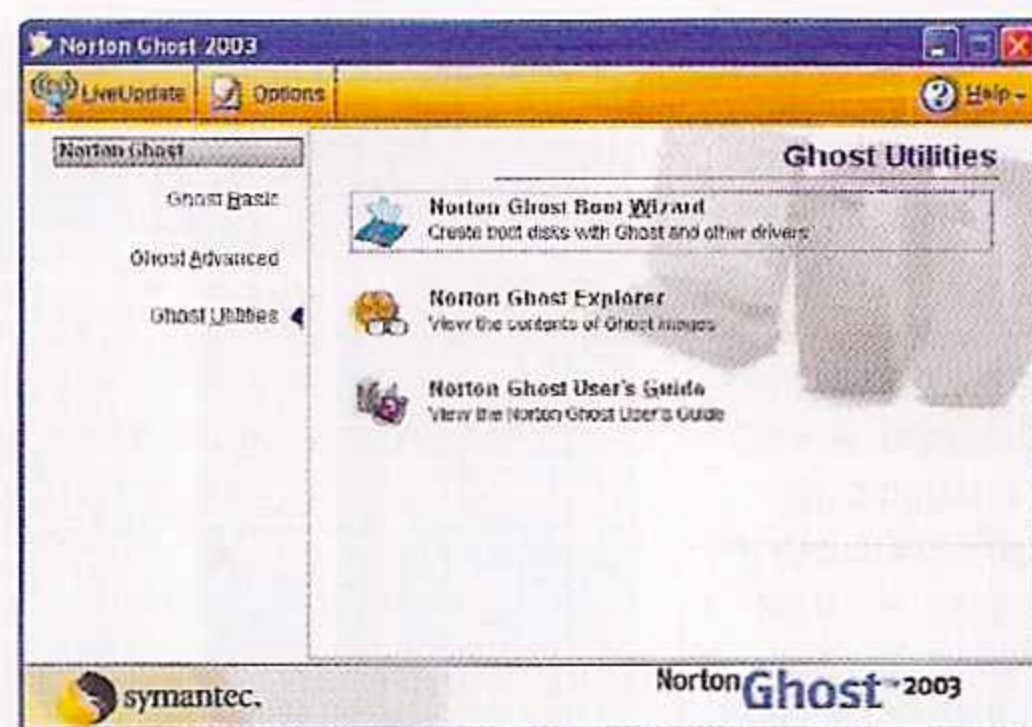 Norton Ghost 2003
LiveUpdate Options Help
Norton Ghost
Ghost Basic
Ghost Advanced
Ghost Utilities
Ghost Utilities
Norton Ghost Boot Wizard
Create boot disks with Ghost and other drivers
Norton Ghost Explorer
View the contents of Ghost images
Norton Ghost User's Guide
View the Norton Ghost User's Guide
symantec.
Norton Ghost™ 2003